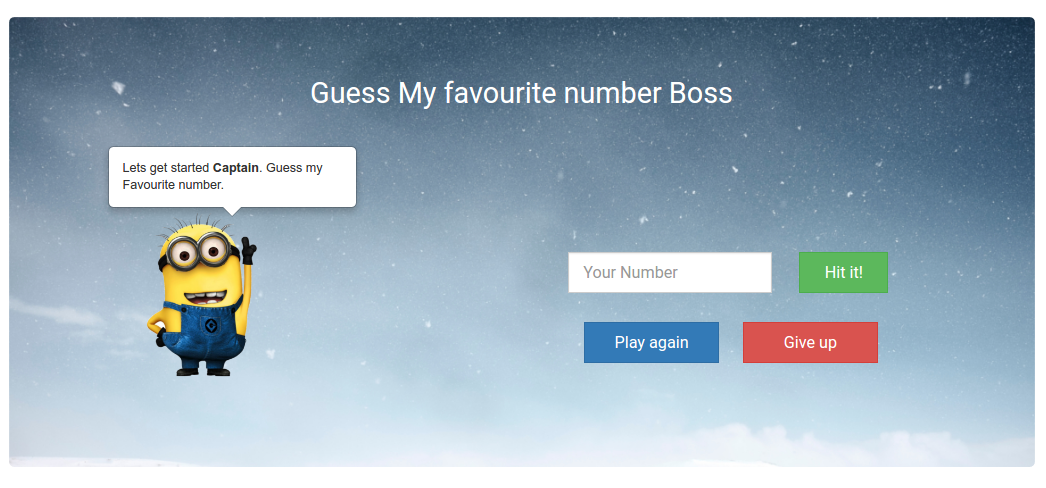 Guess My favourite number Boss
Lets get started Captain. Guess my
Favourite number.
Your Number
Hit it!
Play again
Give up